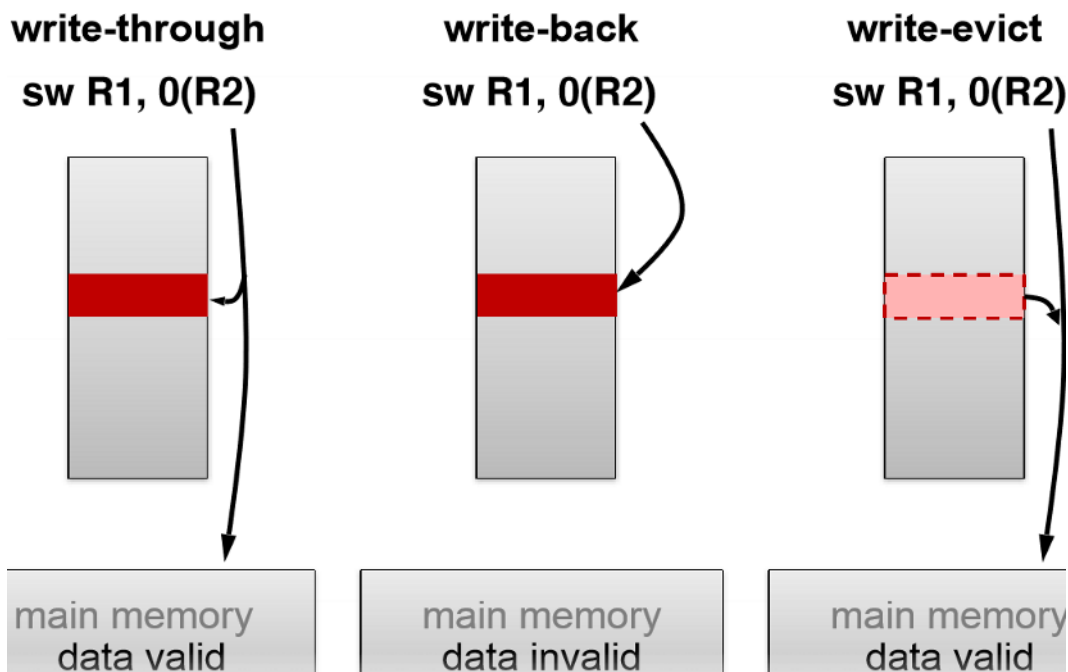 write-through
sw R1, 0(R2)
main memory
data valid
write-back
sw R1, 0(R2)
main memory
data invalid
write-evict
sw R1, 0(R2)
main memory
data valid